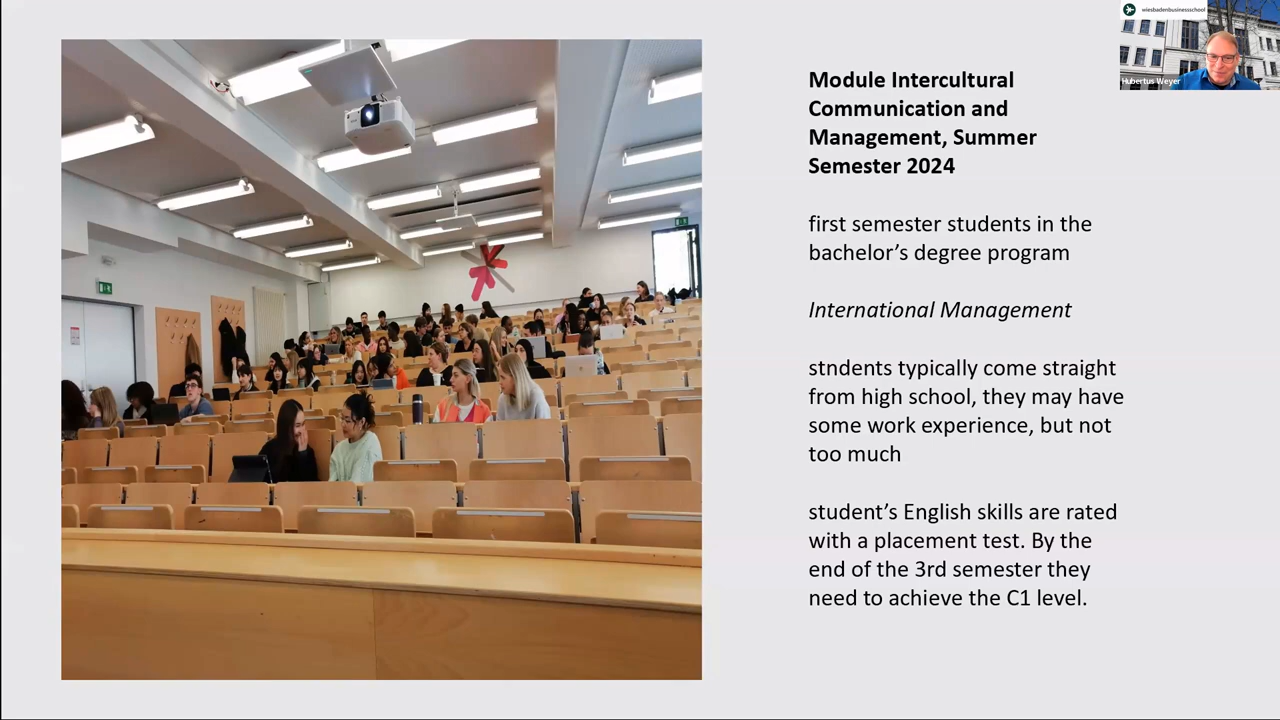 wiesbadenbusinessschool
Hubertus Weyer
Module Intercultural
Communication and
Management, Summer
Semester 2024
first semester students in the
bachelor’s degree program
International Management
stndents typically come straight
from high school, they may have
some work experience, but not
too much
student’s English skills are rated
with a placement test. By the
end of the 3rd semester they
need to achieve the C1 level.